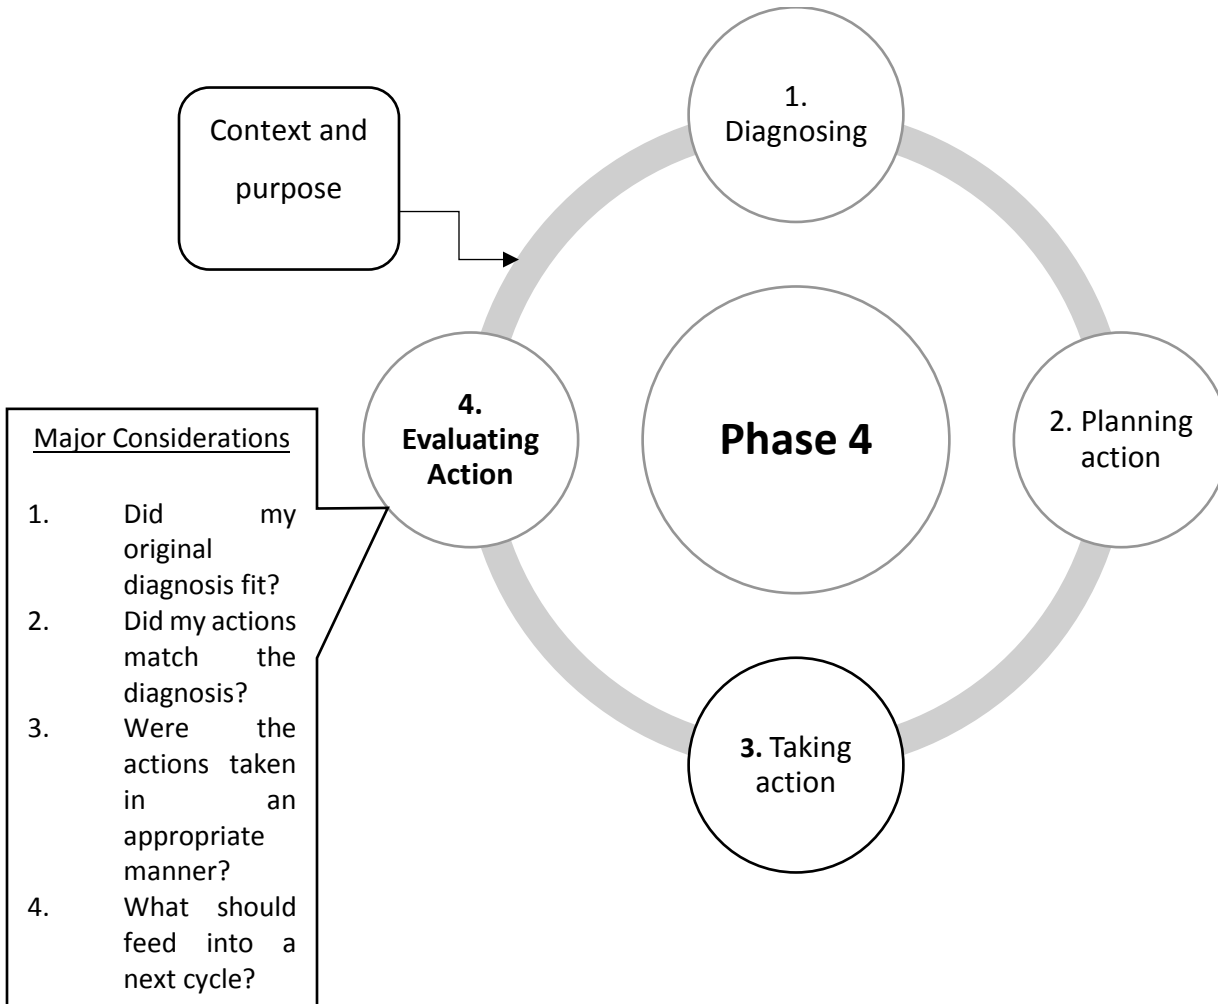 Context and
purpose
1.
Diagnosing
2. Planning
action
3. Taking
action
4.
Evaluating
Action
Phase 4
Major Considerations
1. Did my
original
diagnosis fit?
2. Did my actions
match the
diagnosis?
3. Were the
actions taken
in an
appropriate
manner?
4. What should
feed into a
next cycle?